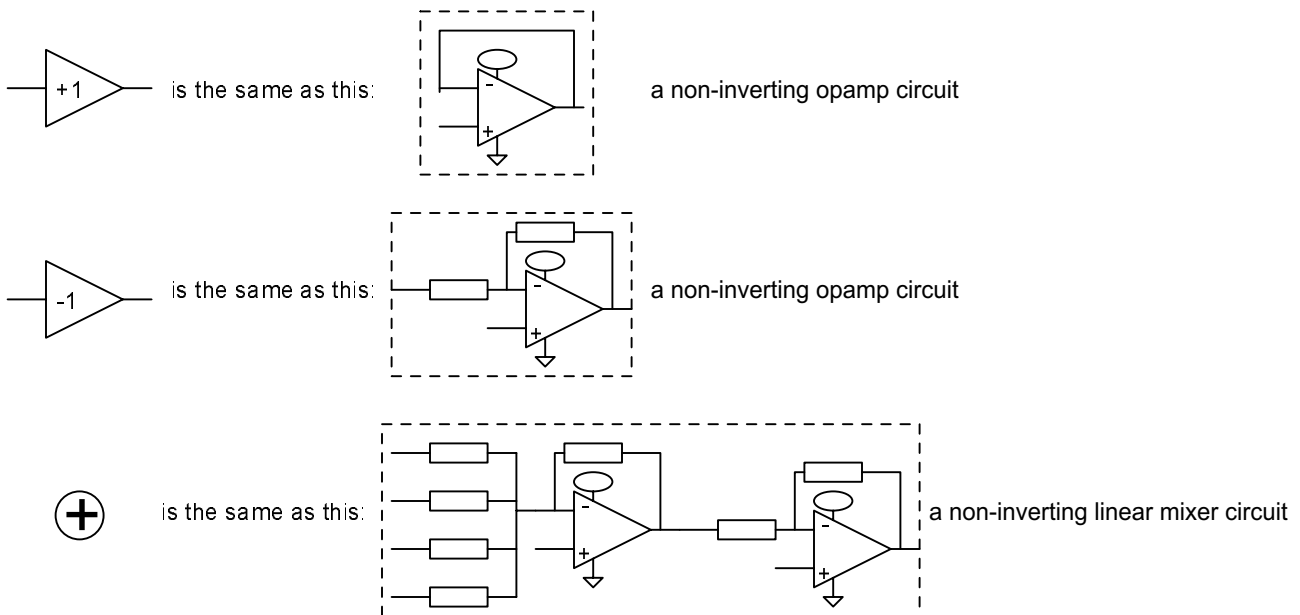 +1 is the same as this: - + a non-inverting opamp circuit
-1 is the same as this: - + a non-inverting opamp circuit
+ is the same as this: - + - + a non-inverting linear mixer circuit